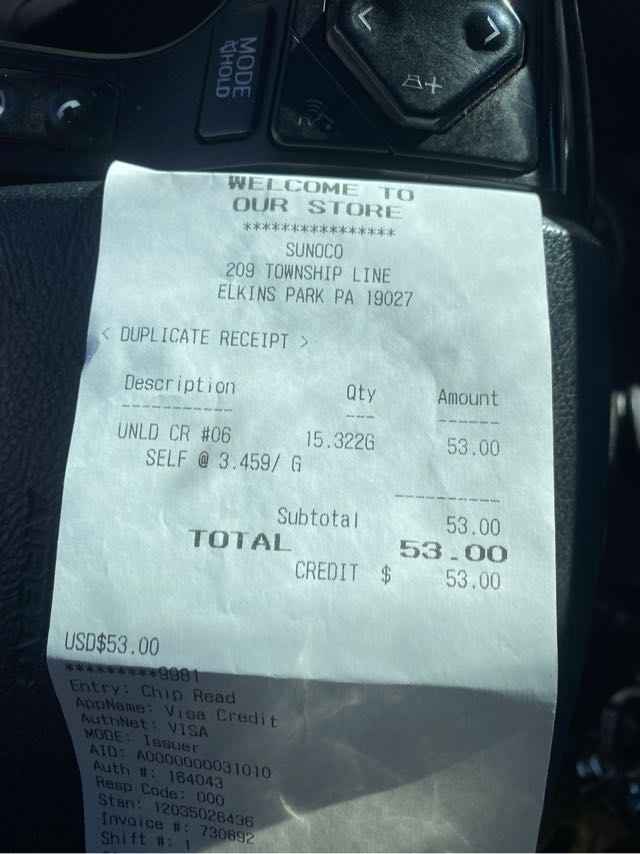 MODE
HOLD
WELCOME TO
OUR STORE
****************
SUNOCO
209 TOWNSHIP LINE
ELKINS PARK PA 19027
< DUPLICATE RECEIPT >
Description Qty Amount
UNLD CR #06 15.322G 53.00
SELF @ 3.459/ G
Subtotal 53.00
TOTAL 53.00
CREDIT $ 53.00
USD$53.00
*********9981
Entry: Chip Read
AppName: Visa Credit
AuthNet: VISA
MODE: Issuer
AID: A0000000031010
Auth #: 164043
Resp Code: 000
Stan: 12035026436
Invoice #: 730892
Shift #: 1